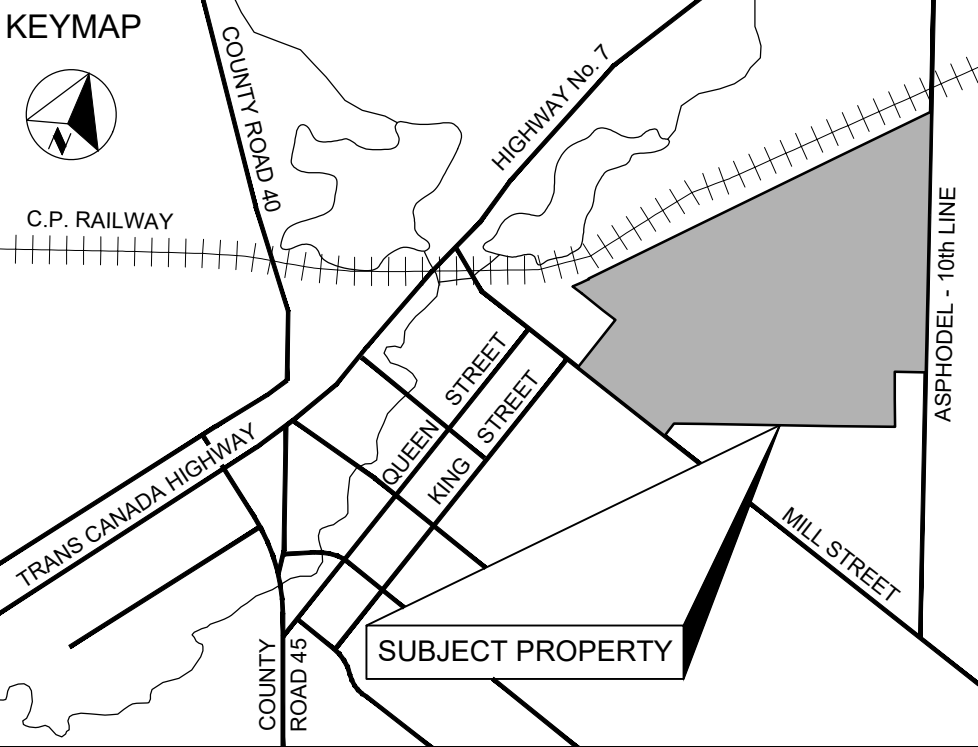 KEYMAP
N
COUNTY ROAD 40
HIGHWAY No. 7
C.P. RAILWAY
ASPHODEL - 10th LINE
QUEEN STREET
KING STREET
TRANS CANADA HIGHWAY
MILL STREET
SUBJECT PROPERTY
COUNTY
ROAD 45